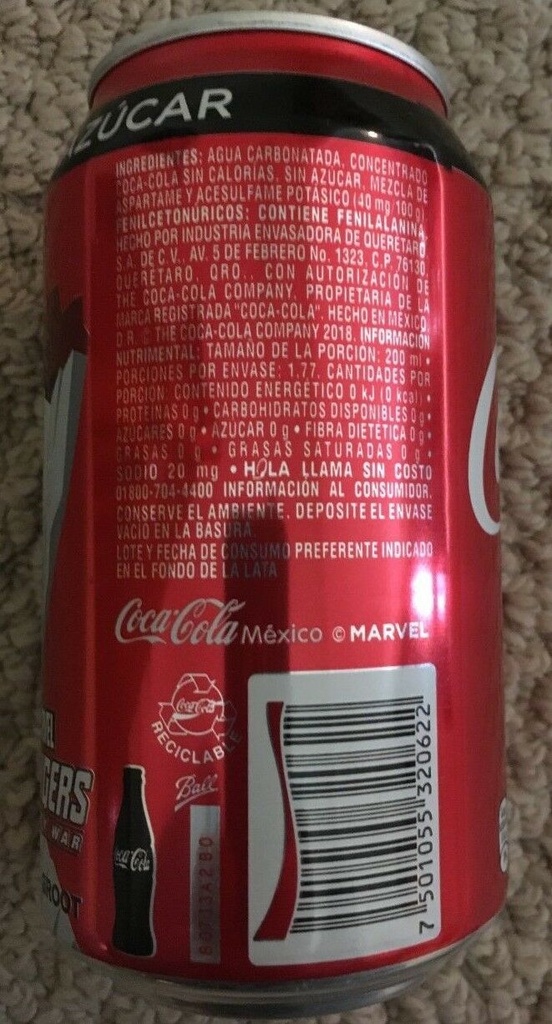 AZÚCAR
INGREDIENTES: AGUA CARBONATADA, CONCENTRADO
COCA-COLA SIN CALORÍAS, SIN AZÚCAR, MEZCLA DE
ASPARTAME Y ACESULFAME POTÁSICO (40 mg 100 g).
FENILCETONÚRICOS: CONTIENE FENILALANINA.
HECHO POR INDUSTRIA ENVASADORA DE QUERÉTARO,
S.A. DE C.V., AV. 5 DE FEBRERO No. 1323, C.P. 76130,
QUERÉTARO, QRO., CON AUTORIZACIÓN DE
THE COCA-COLA COMPANY, PROPIETARIA DE LA
MARCA REGISTRADA "COCA-COLA". HECHO EN MÉXICO.
D.R. © THE COCA-COLA COMPANY 2018. INFORMACIÓN
NUTRIMENTAL: TAMAÑO DE LA PORCIÓN: 200 ml •
PORCIONES POR ENVASE: 1.77. CANTIDADES POR
PORCIÓN: CONTENIDO ENERGÉTICO 0 kJ (0 kcal) •
PROTEÍNAS 0 g • CARBOHIDRATOS DISPONIBLES 0 g •
AZÚCARES 0 g • AZÚCAR 0 g • FIBRA DIETÉTICA 0 g •
GRASAS 0 g • GRASAS SATURADAS 0 g •
SODIO 20 mg • HOLA LLAMA SIN COSTO
01800-704-4400 INFORMACIÓN AL CONSUMIDOR.
CONSERVE EL AMBIENTE, DEPOSITE EL ENVASE
VACÍO EN LA BASURA.
LOTE Y FECHA DE CONSUMO PREFERENTE INDICADO
EN EL FONDO DE LA LATA
Coca-Cola México © MARVEL
Coca-Cola
RECICLABLE
Ball
GERS
WAR
GROOT
Coca-Cola
80713A2B0
7 501055 320622